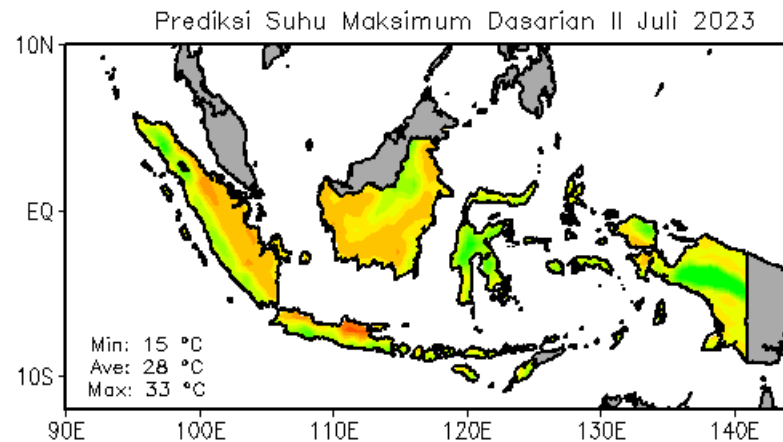 Prediksi Suhu Maksimum Dasarian II Juli 2023
10N
EQ
10S
Min: 15 °C
Ave: 28 °C
Max: 33 °C
90E 100E 110E 120E 130E 140E